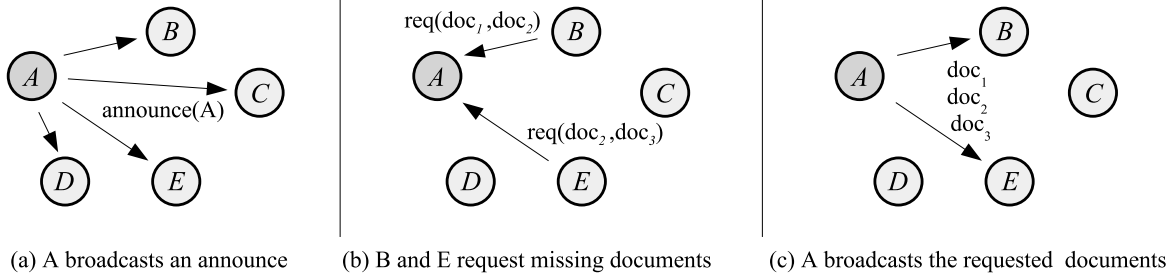 A
B
C
announce(A)
D
E
(a) A broadcasts an announce
req(doc1,doc2)
B
A
C
req(doc2,doc3)
D
E
(b) B and E request missing documents
B
A
doc1
doc2
doc3
C
D
E
(c) A broadcasts the requested documents